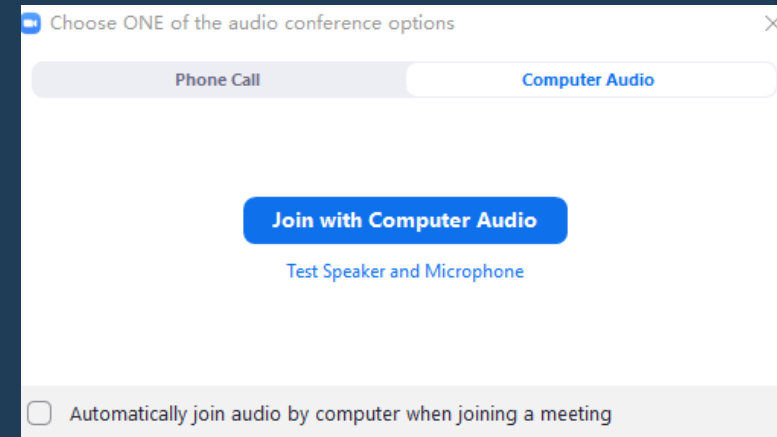 Choose ONE of the audio conference options
Phone Call
Computer Audio
Join with Computer Audio
Test Speaker and Microphone
Automatically join audio by computer when joining a meeting